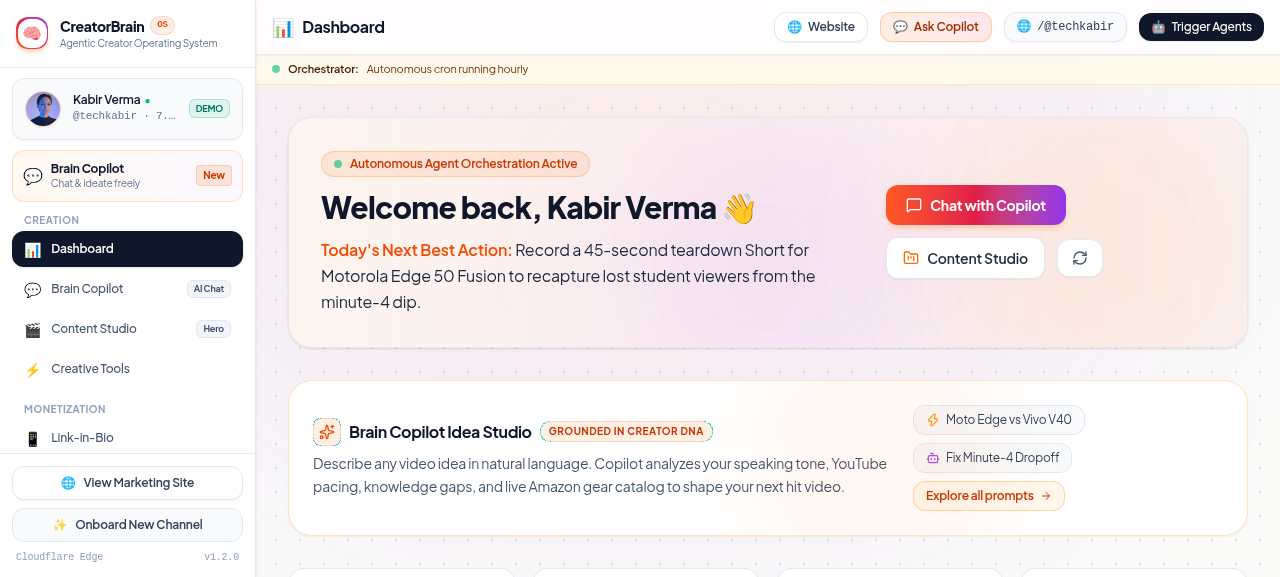 CreatorBrain OS
Agentic Creator Operating System
Kabir Verma
@techkabir · 7.…
DEMO
Brain Copilot
Chat & ideate freely
New
CREATION
Dashboard
Brain Copilot
AI Chat
Content Studio
Hero
Creative Tools
MONETIZATION
Link-in-Bio
View Marketing Site
Onboard New Channel
Cloudflare Edge
v1.2.0
Dashboard
Website
Ask Copilot
/@techkabir
Trigger Agents
Orchestrator: Autonomous cron running hourly
Autonomous Agent Orchestration Active
Welcome back, Kabir Verma 👋
Today's Next Best Action: Record a 45-second teardown Short for
Motorola Edge 50 Fusion to recapture lost student viewers from the
minute-4 dip.
Chat with Copilot
Content Studio
Brain Copilot Idea Studio
GROUNDED IN CREATOR DNA
Describe any video idea in natural language. Copilot analyzes your speaking tone, YouTube
pacing, knowledge gaps, and live Amazon gear catalog to shape your next hit video.
Moto Edge vs Vivo V40
Fix Minute-4 Dropoff
Explore all prompts →